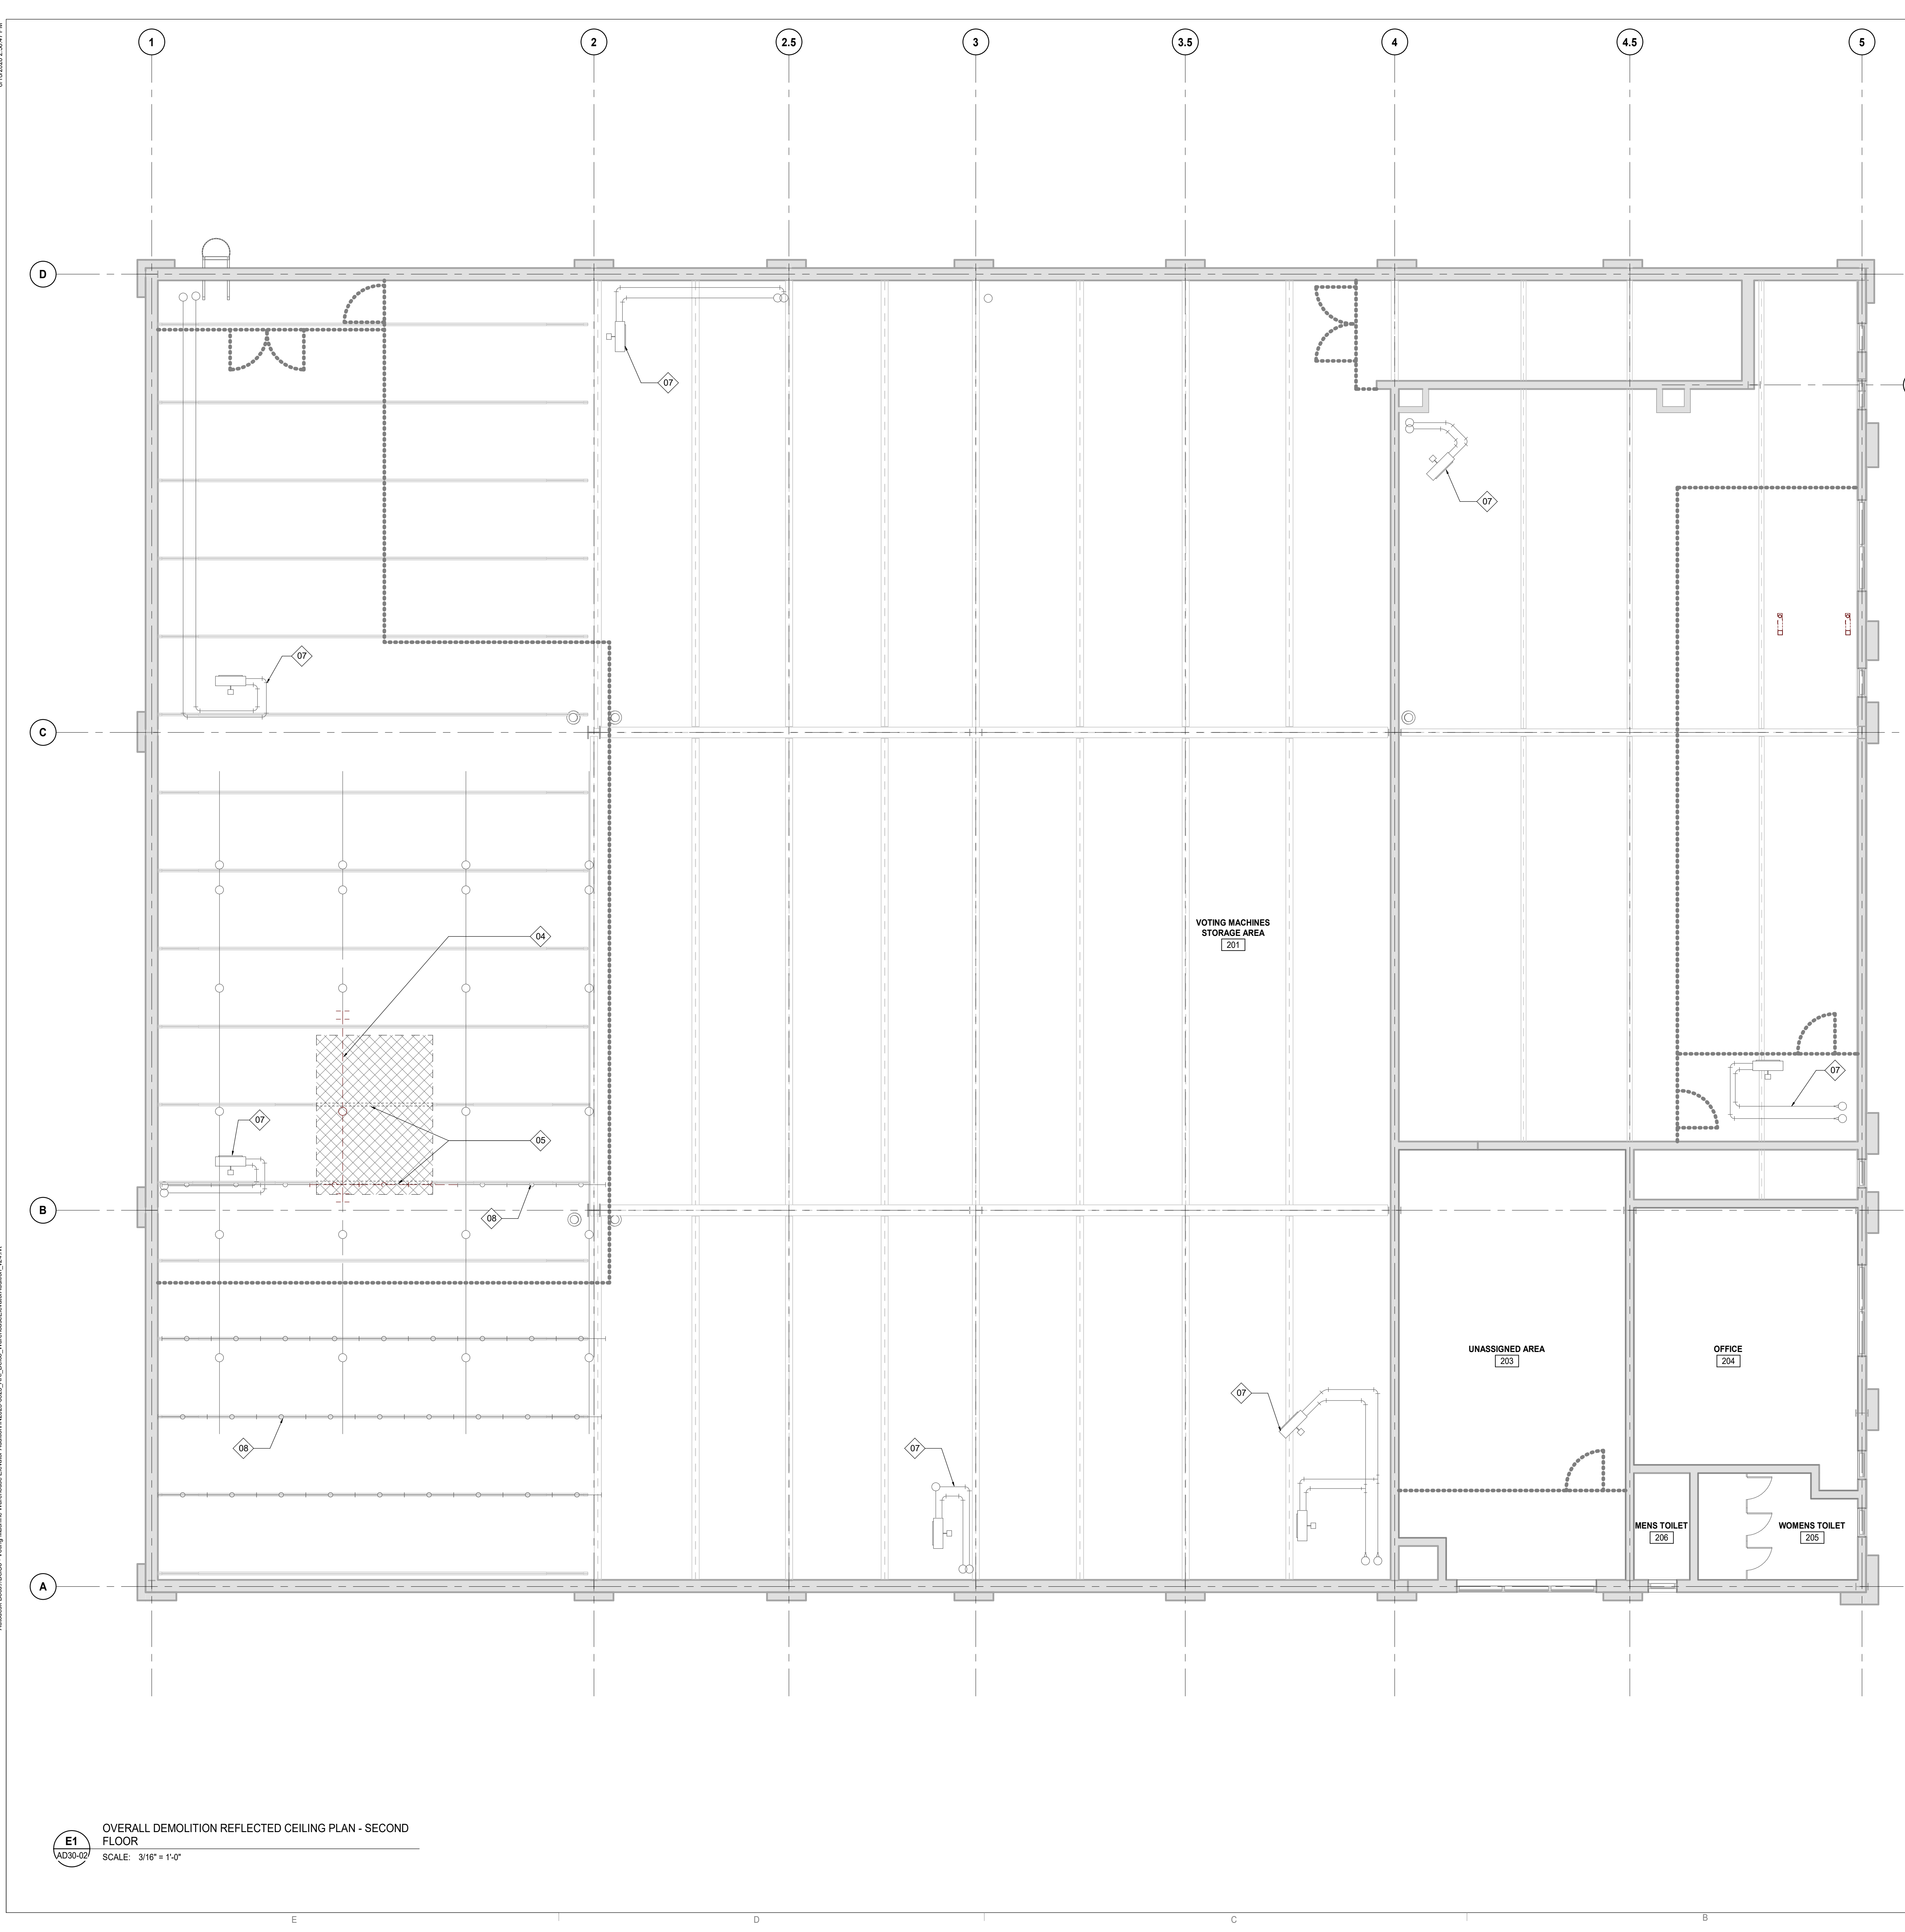 1
2
2.5
3
3.5
4
4.5
5
D
07
07
07
C
VOTING MACHINES
STORAGE AREA
201
04
07
07
05
08
B
UNASSIGNED AREA
203
OFFICE
204
07
08
07
MENS TOILET
206
WOMENS TOILET
205
A
E1
AD30-02
OVERALL DEMOLITION REFLECTED CEILING PLAN - SECOND
FLOOR
SCALE: 3/16" = 1'-0"
E
D
C
B